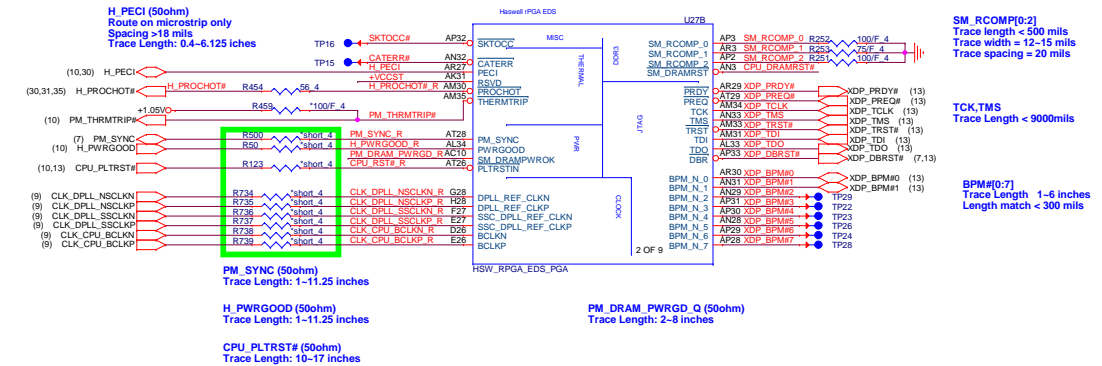 H_PECI (50ohm)
Route on microstrip only
Spacing >18 mils
Trace Length: 0.4~6.125 inches
Haswell rPGA EDS
U27B
MISC
THERMAL
DDR3
JTAG
PWR
CLOCK
2 OF 9
HSW_RPGA_EDS_PGA
TP16 SKTOCC# AP32 SKTOCC
TP15 CATERR# AN32 CATERR
(10,30) H_PECI H_PECI AR27 PECI
+VCCST AK31 RSVD
(30,31,35) H_PROCHOT# H_PROCHOT# R454 56_4 H_PROCHOT#_R AM30 PROCHOT
AM35 THERMTRIP
+1.05V R459 *100/F_4
(10) PM_THRMTRIP# PM_THRMTRIP#
(7) PM_SYNC R500 *short_4 PM_SYNC_R AT28 PM_SYNC
(10) H_PWRGOOD R50 *short_4 H_PWRGOOD_R AL34 PWRGOOD
PM_DRAM_PWRGD_R AC10 SM_DRAMPWROK
(10,13) CPU_PLTRST# R123 *short_4 CPU_RST#_R AT26 PLTRSTIN
(9) CLK_DPLL_NSCLKN R734 *short_4 CLK_DPLL_NSCLKN_R G28 DPLL_REF_CLKN
(9) CLK_DPLL_NSCLKP R735 *short_4 CLK_DPLL_NSCLKP_R H28 DPLL_REF_CLKP
(9) CLK_DPLL_SSCLKN R736 *short_4 CLK_DPLL_SSCLKN_R F27 SSC_DPLL_REF_CLKN
(9) CLK_DPLL_SSCLKP R737 *short_4 CLK_DPLL_SSCLKP_R E27 SSC_DPLL_REF_CLKP
(9) CLK_CPU_BCLKN R738 *short_4 CLK_CPU_BCLKN_R D26 BCLKN
(9) CLK_CPU_BCLKP R739 *short_4 CLK_CPU_BCLKP_R E26 BCLKP
SM_RCOMP_0 AP3 SM_RCOMP_0 R252 100/F_4
SM_RCOMP_1 AR3 SM_RCOMP_1 R253 75/F_4
SM_RCOMP_2 AP2 SM_RCOMP_2 R251 100/F_4
SM_DRAMRST AN3 CPU_DRAMRST#
PRDY AR29 XDP_PRDY# XDP_PRDY# (13)
PREQ AT29 XDP_PREQ# XDP_PREQ# (13)
TCK AM34 XDP_TCLK XDP_TCLK (13)
TMS AN33 XDP_TMS XDP_TMS (13)
TRST AM33 XDP_TRST# XDP_TRST# (13)
TDI AM31 XDP_TDI XDP_TDI (13)
TDO AL33 XDP_TDO XDP_TDO (13)
DBR AP33 XDP_DBRST# XDP_DBRST# (7,13)
BPM_N_0 AR30 XDP_BPM#0 XDP_BPM#0 (13)
BPM_N_1 AN31 XDP_BPM#1 XDP_BPM#1 (13)
BPM_N_2 AN29 XDP_BPM#2 TP29
BPM_N_3 AP31 XDP_BPM#3 TP22
BPM_N_4 AP30 XDP_BPM#4 TP23
BPM_N_5 AN28 XDP_BPM#5 TP26
BPM_N_6 AP29 XDP_BPM#6 TP24
BPM_N_7 AP28 XDP_BPM#7 TP28
SM_RCOMP[0:2]
Trace length < 500 mils
Trace width = 12~15 mils
Trace spacing = 20 mils
TCK,TMS
Trace Length < 9000mils
BPM#[0:7]
Trace Length 1~6 inches
Length match < 300 mils
PM_SYNC (50ohm)
Trace Length: 1~11.25 inches
H_PWRGOOD (50ohm)
Trace Length: 1~11.25 inches
CPU_PLTRST# (50ohm)
Trace Length: 10~17 inches
PM_DRAM_PWRGD_Q (50ohm)
Trace Length: 2~8 inches